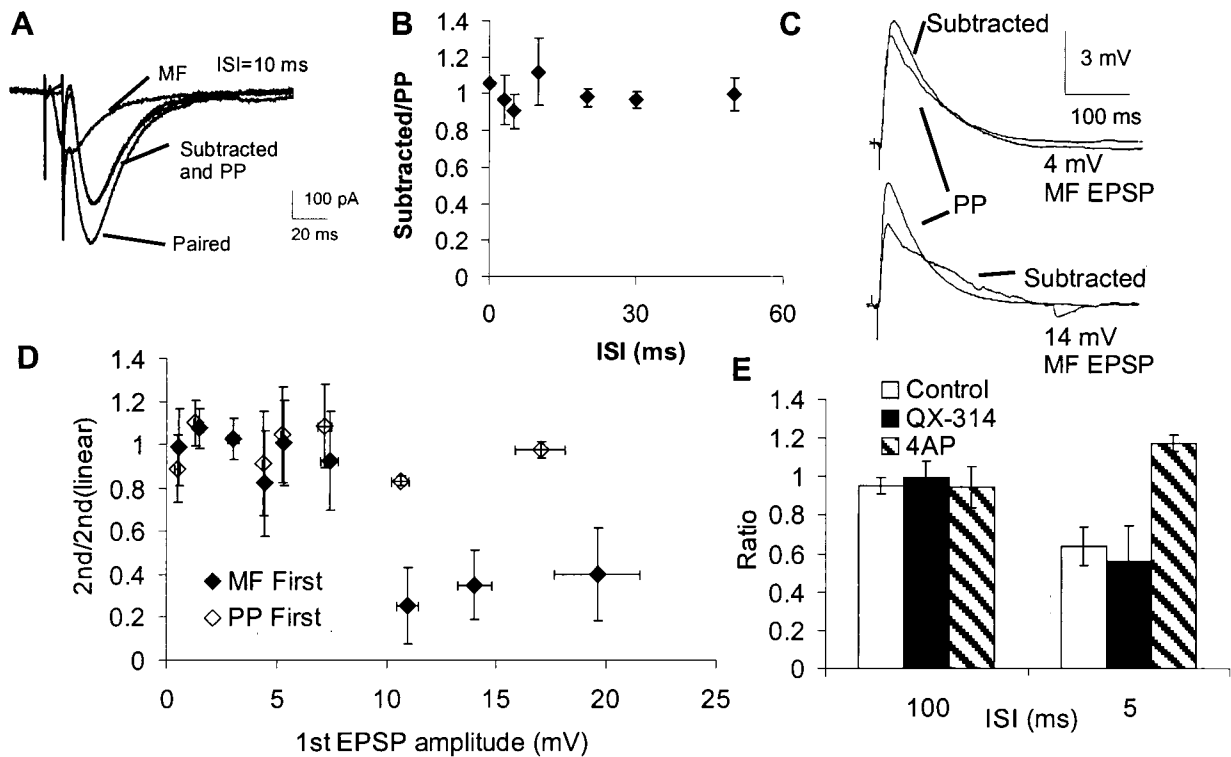 A
MF
ISI=10 ms
Subtracted
and PP
Paired
100 pA
20 ms
B
Subtracted/PP
1.4
1.2
1
0.8
0.6
0.4
0.2
0
0
30
60
ISI (ms)
C
Subtracted
3 mV
100 ms
4 mV
MF EPSP
PP
Subtracted
14 mV
MF EPSP
D
2nd/2nd(linear)
1.4
1.2
1
0.8
0.6
0.4
0.2
0
MF First
PP First
0
5
10
15
20
25
1st EPSP amplitude (mV)
E
Control
QX-314
4AP
Ratio
1.4
1.2
1
0.8
0.6
0.4
0.2
0
100
5
ISI (ms)